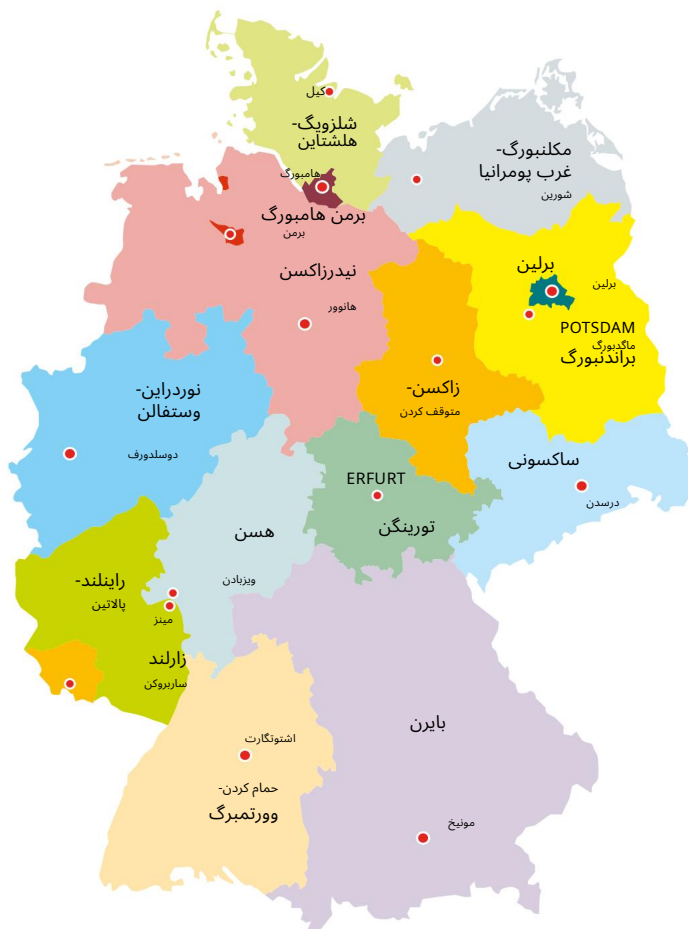 کیل
شلزویگ-
هلشتاین
مکلنبورگ-
غرب پومرانیا
شورین
هامبورگ
برمن هامبورگ
برمن
نیدرزاکسن
هانوور
برلین
برلین
POTSDAM
ماگدبورگ
براندنبورگ
زاکسن-
متوقف کردن
نوردراین-
وستفالن
دوسلدورف
ساکسونی
درسدن
ERFURT
تورینگن
هسن
ویزبادن
راینلند-
پالاتین
مینز
زارلند
ساربروکن
بایرن
مونیخ
اشتوتگارت
حمام کردن-
وورتمبرگ